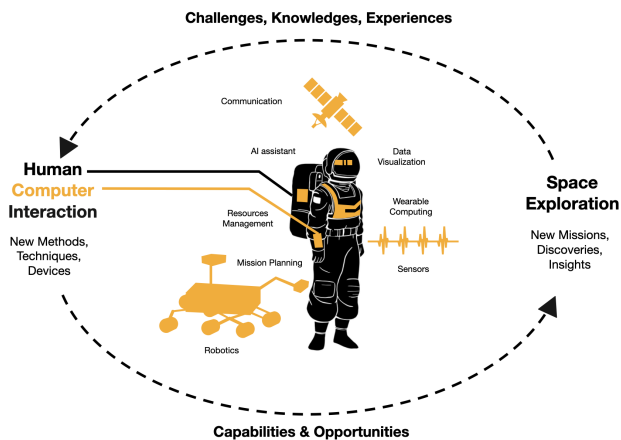 Challenges, Knowledges, Experiences
Communication
AI assistant
Data
Visualization
Human
Computer
Interaction
New Methods,
Techniques,
Devices
Resources
Management
Wearable
Computing
Space
Exploration
New Missions,
Discoveries,
Insights
Mission Planning
Sensors
Robotics
Capabilities & Opportunities